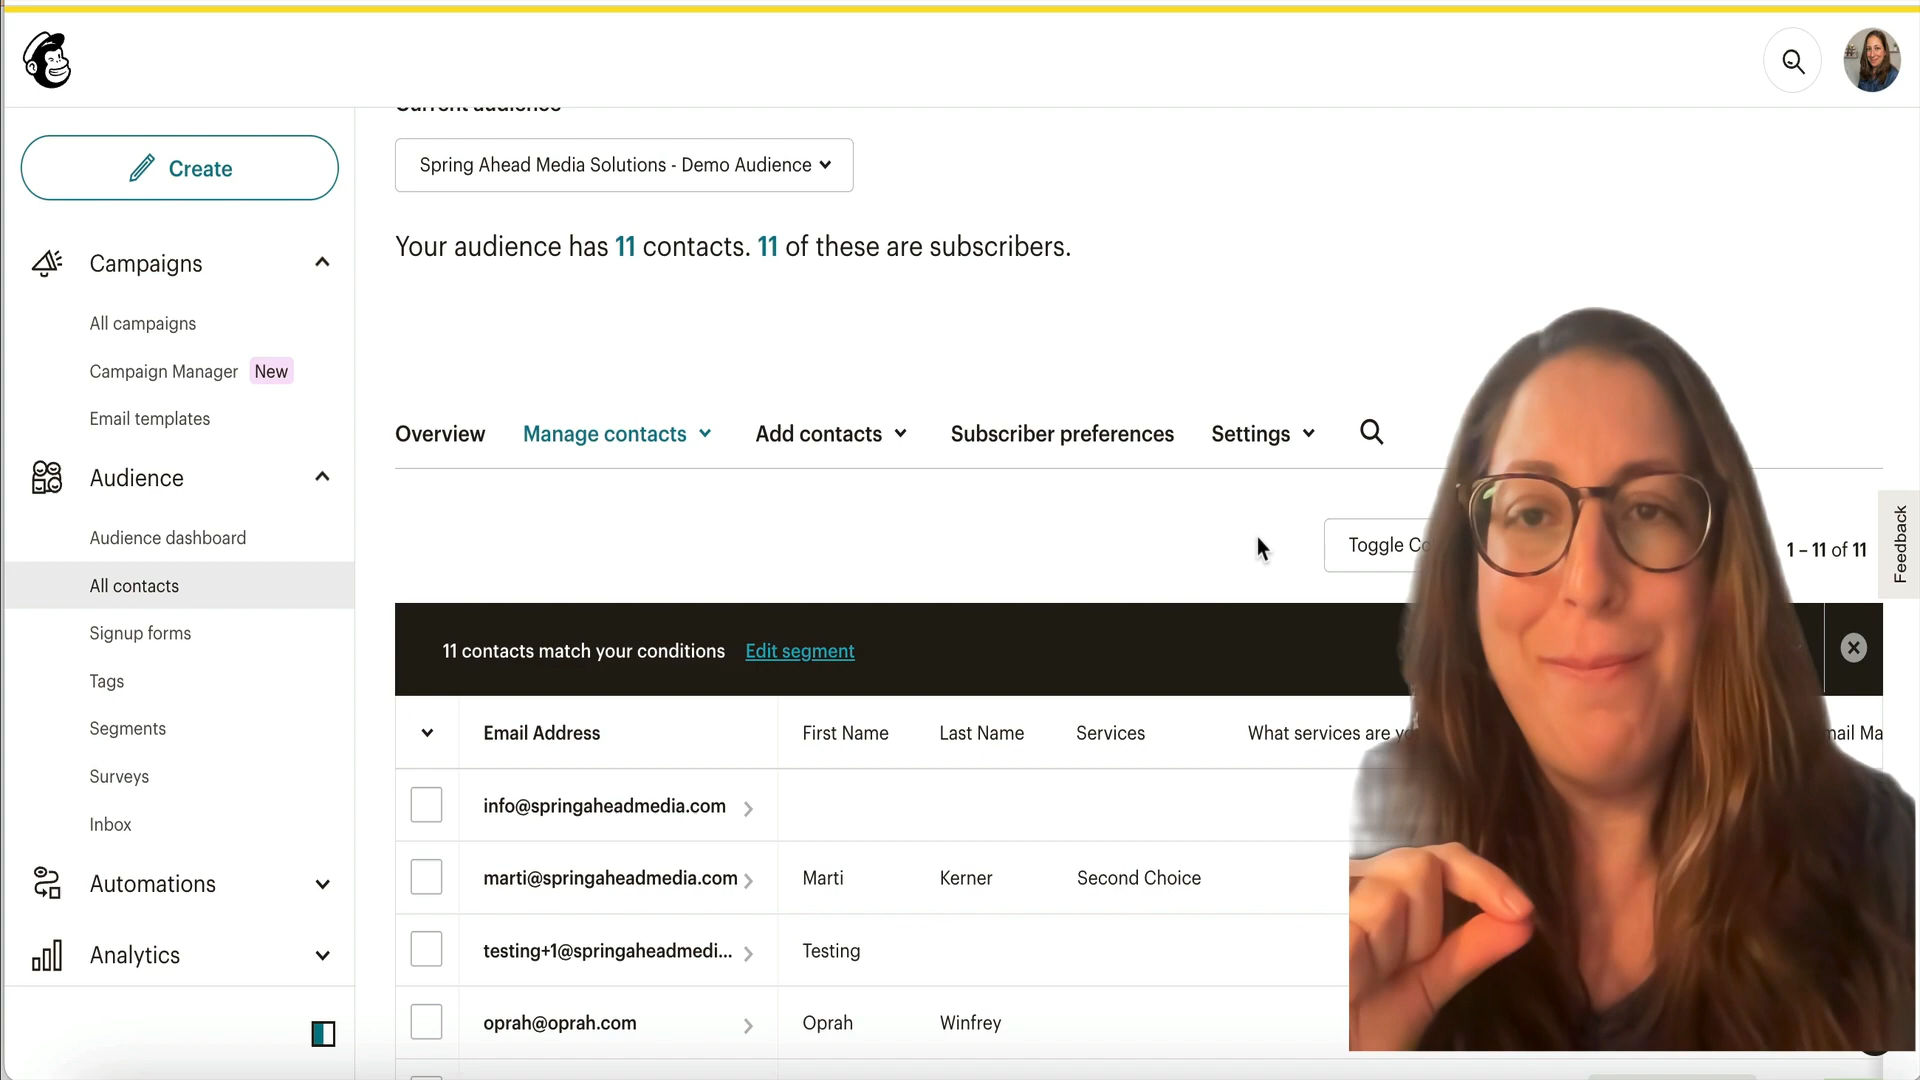 Current audience
Create
Spring Ahead Media Solutions - Demo Audience
Your audience has 11 contacts. 11 of these are subscribers.
Campaigns
All campaigns
Campaign Manager New
Email templates
Audience
Audience dashboard
All contacts
Signup forms
Tags
Segments
Surveys
Inbox
Automations
Analytics
Overview Manage contacts Add contacts Subscriber preferences Settings
Toggle
1 – 11 of 11
Feedback
11 contacts match your conditions Edit segment
Email Address First Name Last Name Services What services are
info@springaheadmedia.com
marti@springaheadmedia.com Marti Kerner Second Choice
testing+1@springaheadmedi... Testing
oprah@oprah.com Oprah Winfrey